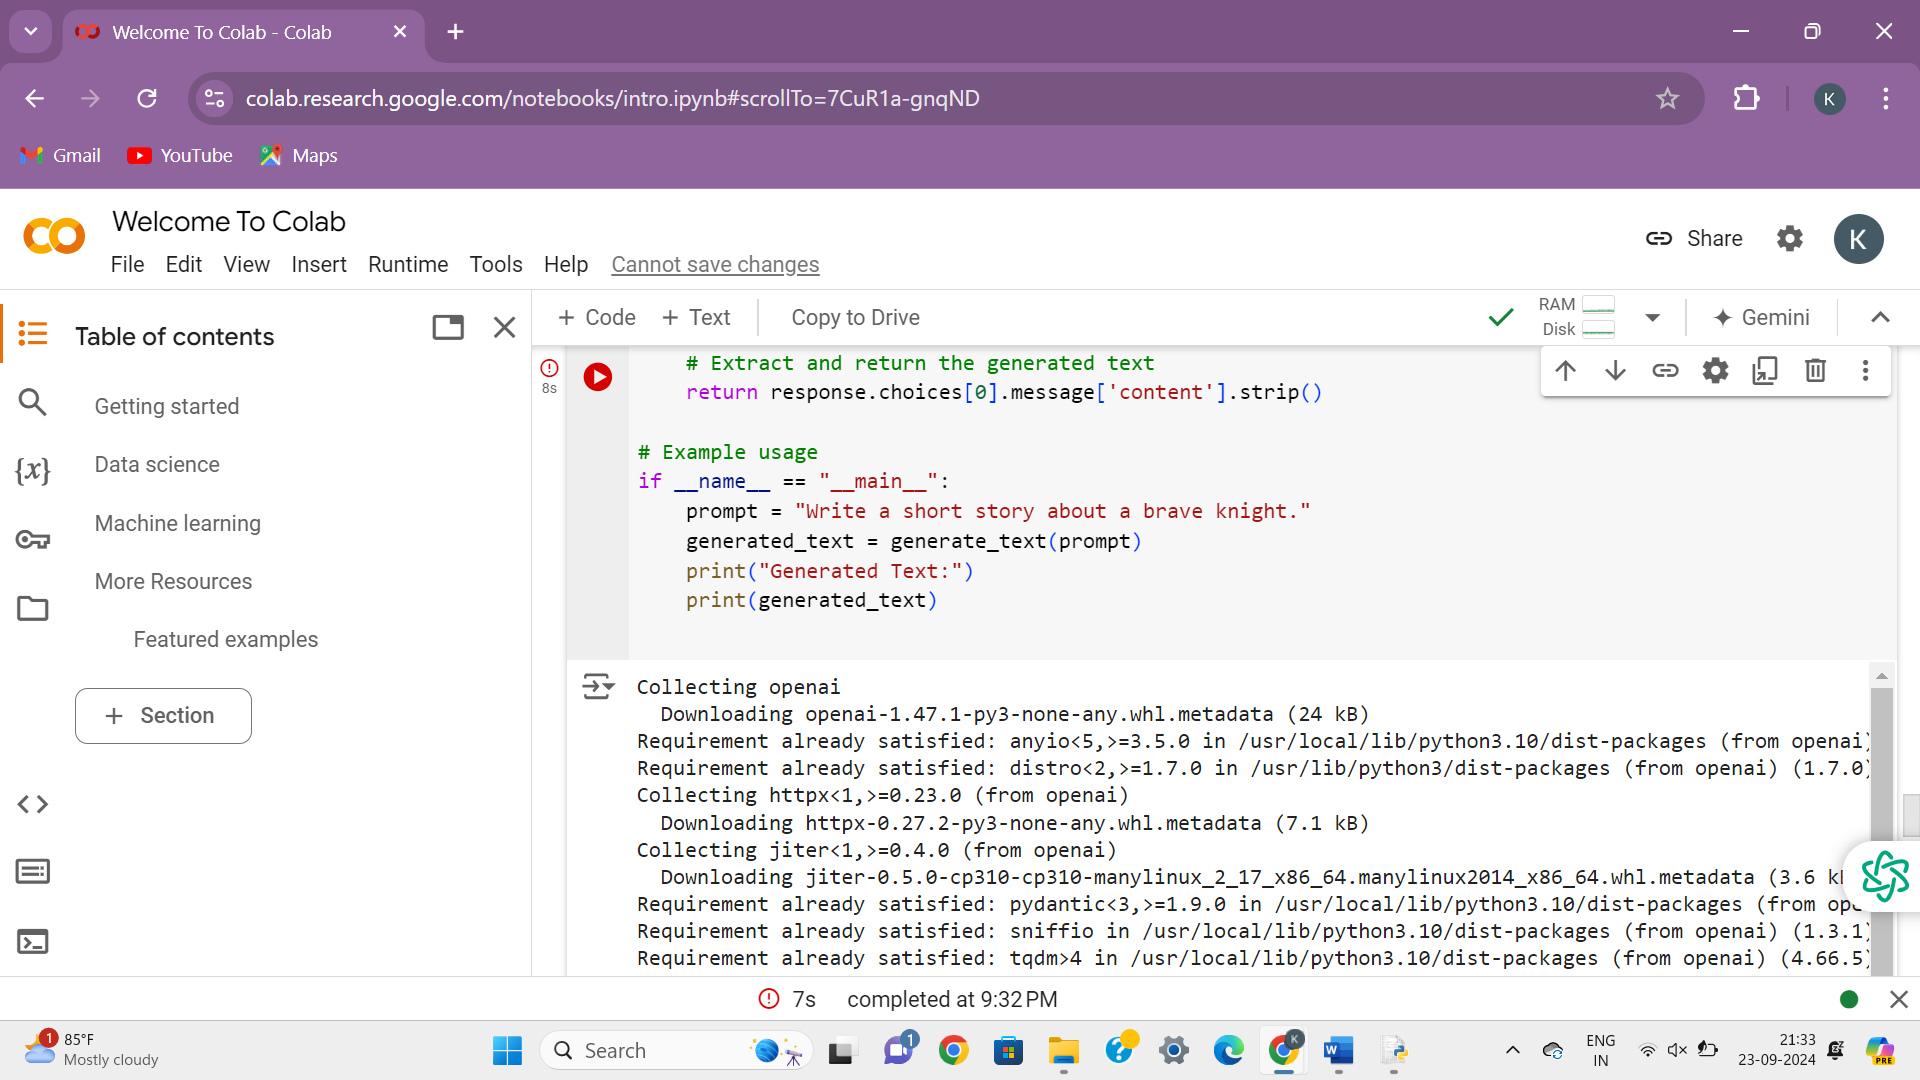 Welcome To Colab - Colab
colab.research.google.com/notebooks/intro.ipynb#scrollTo=7CuR1a-gnqND
K
Gmail
YouTube
Maps
Welcome To Colab
File Edit View Insert Runtime Tools Help Cannot save changes
Share
K
Table of contents
+ Code + Text
Copy to Drive
RAM
Disk
Gemini
Getting started
Data science
{x}
Machine learning
More Resources
Featured examples
+ Section
8s
# Extract and return the generated text
return response.choices[0].message['content'].strip()
# Example usage
if __name__ == "__main__":
prompt = "Write a short story about a brave knight."
generated_text = generate_text(prompt)
print("Generated Text:")
print(generated_text)
Collecting openai
Downloading openai-1.47.1-py3-none-any.whl.metadata (24 kB)
Requirement already satisfied: anyio<5,>=3.5.0 in /usr/local/lib/python3.10/dist-packages (from openai)
Requirement already satisfied: distro<2,>=1.7.0 in /usr/lib/python3/dist-packages (from openai) (1.7.0)
Collecting httpx<1,>=0.23.0 (from openai)
Downloading httpx-0.27.2-py3-none-any.whl.metadata (7.1 kB)
Collecting jiter<1,>=0.4.0 (from openai)
Downloading jiter-0.5.0-cp310-cp310-manylinux_2_17_x86_64.manylinux2014_x86_64.whl.metadata (3.6
Requirement already satisfied: pydantic<3,>=1.9.0 in /usr/local/lib/python3.10/dist-packages (from
Requirement already satisfied: sniffio in /usr/local/lib/python3.10/dist-packages (from openai) (1.3.1)
Requirement already satisfied: tqdm>4 in /usr/local/lib/python3.10/dist-packages (from openai) (4.66.5)
7s completed at 9:32 PM
1
85°F
Mostly cloudy
Search
1
K
ENG
IN
21:33
23-09-2024
PRE